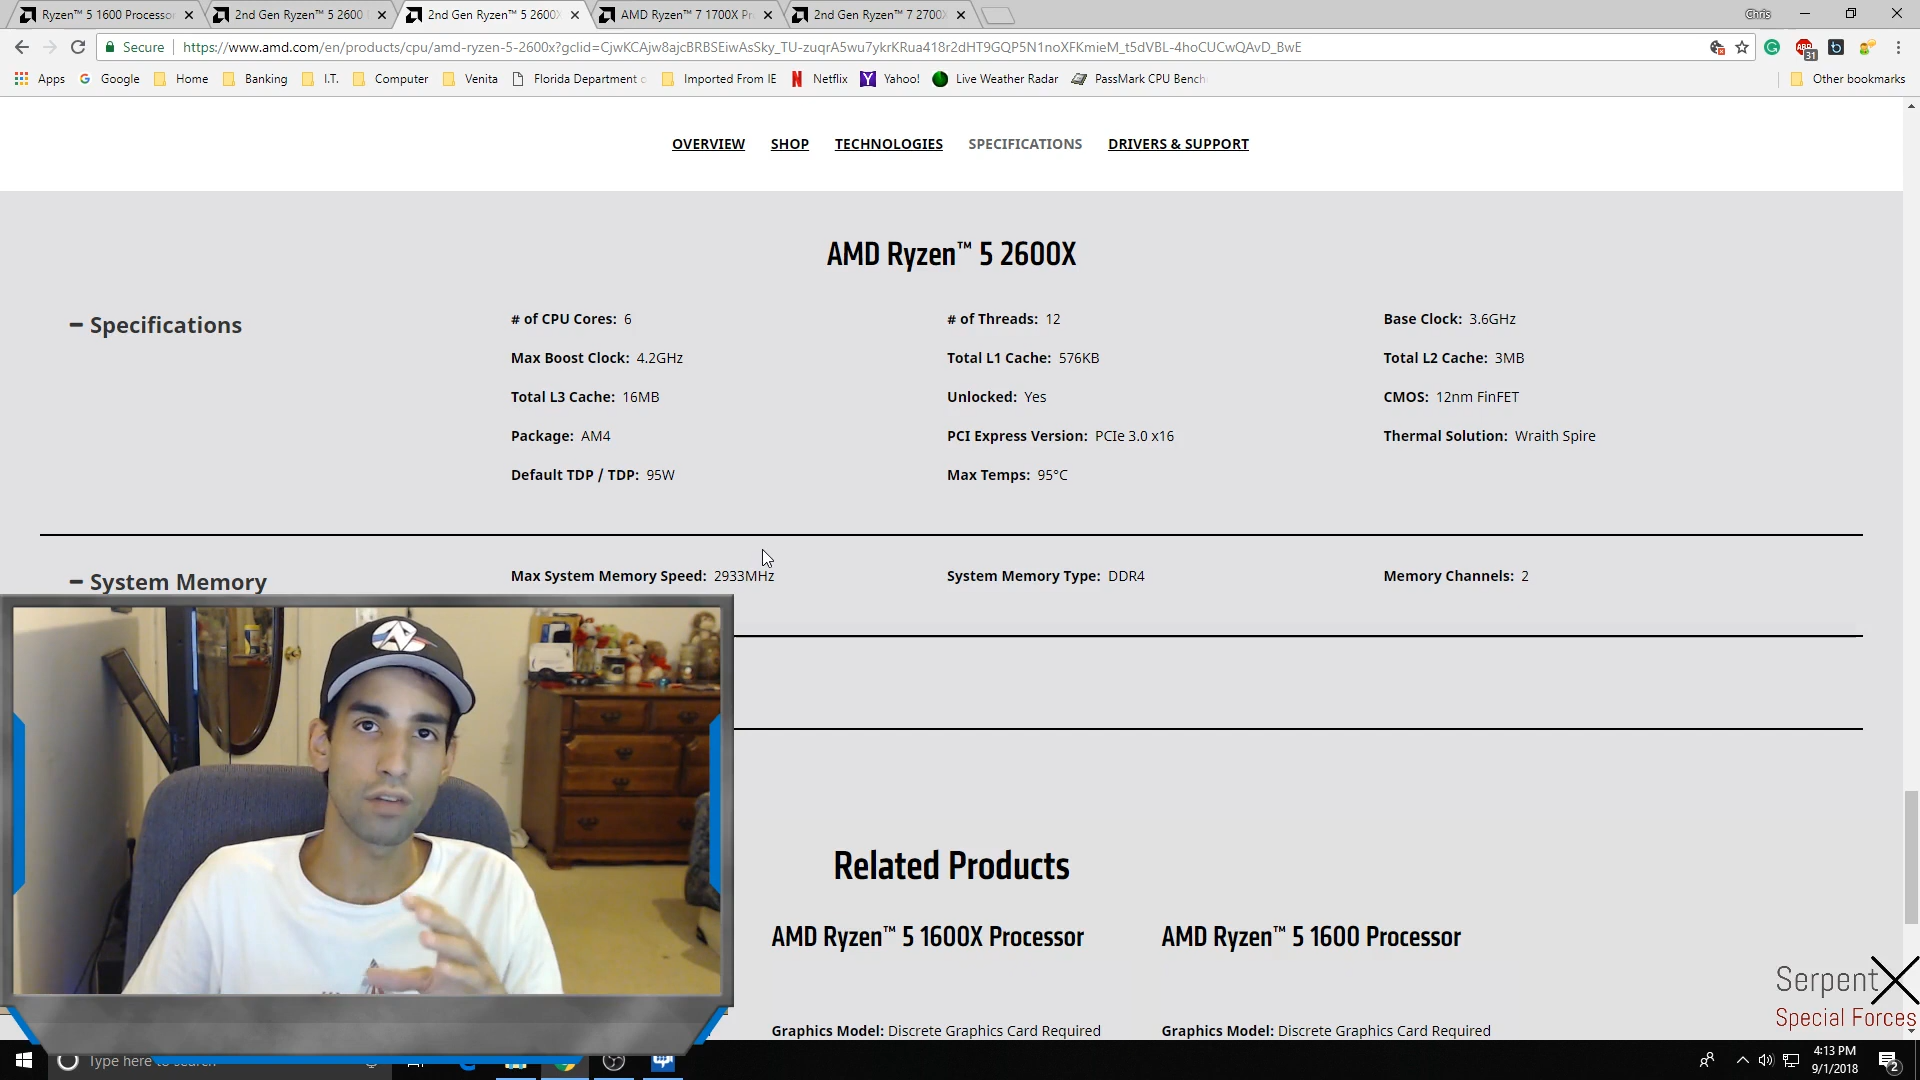 Ryzen™ 5 1600 Processor
2nd Gen Ryzen™ 5 2600
2nd Gen Ryzen™ 5 2600X
AMD Ryzen™ 7 1700X Pr
2nd Gen Ryzen™ 7 2700X
Chris
Secure
https://www.amd.com/en/products/cpu/amd-ryzen-5-2600x?gclid=CjwKCAjw8ajcBRBSEiwAsSky_TU-zuqrA5wu7ykrKRua418r2dHT9GQP5N1noXFKmieM_t5dVBL-4hoCUCwQAvD_BwE
ABP
31
Apps
Google
Home
Banking
I.T.
Computer
Venita
Florida Department
Imported From IE
Netflix
Yahoo!
Live Weather Radar
PassMark CPU Bench
Other bookmarks
OVERVIEW
SHOP
TECHNOLOGIES
SPECIFICATIONS
DRIVERS & SUPPORT
AMD Ryzen™ 5 2600X
Specifications
# of CPU Cores: 6
# of Threads: 12
Base Clock: 3.6GHz
Max Boost Clock: 4.2GHz
Total L1 Cache: 576KB
Total L2 Cache: 3MB
Total L3 Cache: 16MB
Unlocked: Yes
CMOS: 12nm FinFET
Package: AM4
PCI Express Version: PCIe 3.0 x16
Thermal Solution: Wraith Spire
Default TDP / TDP: 95W
Max Temps: 95°C
System Memory
Max System Memory Speed: 2933MHz
System Memory Type: DDR4
Memory Channels: 2
Related Products
AMD Ryzen™ 5 1600X Processor
AMD Ryzen™ 5 1600 Processor
Graphics Model: Discrete Graphics Card Required
Graphics Model: Discrete Graphics Card Required
SerpentX
Special Forces
Type here to search
4:13 PM
9/1/2018
2